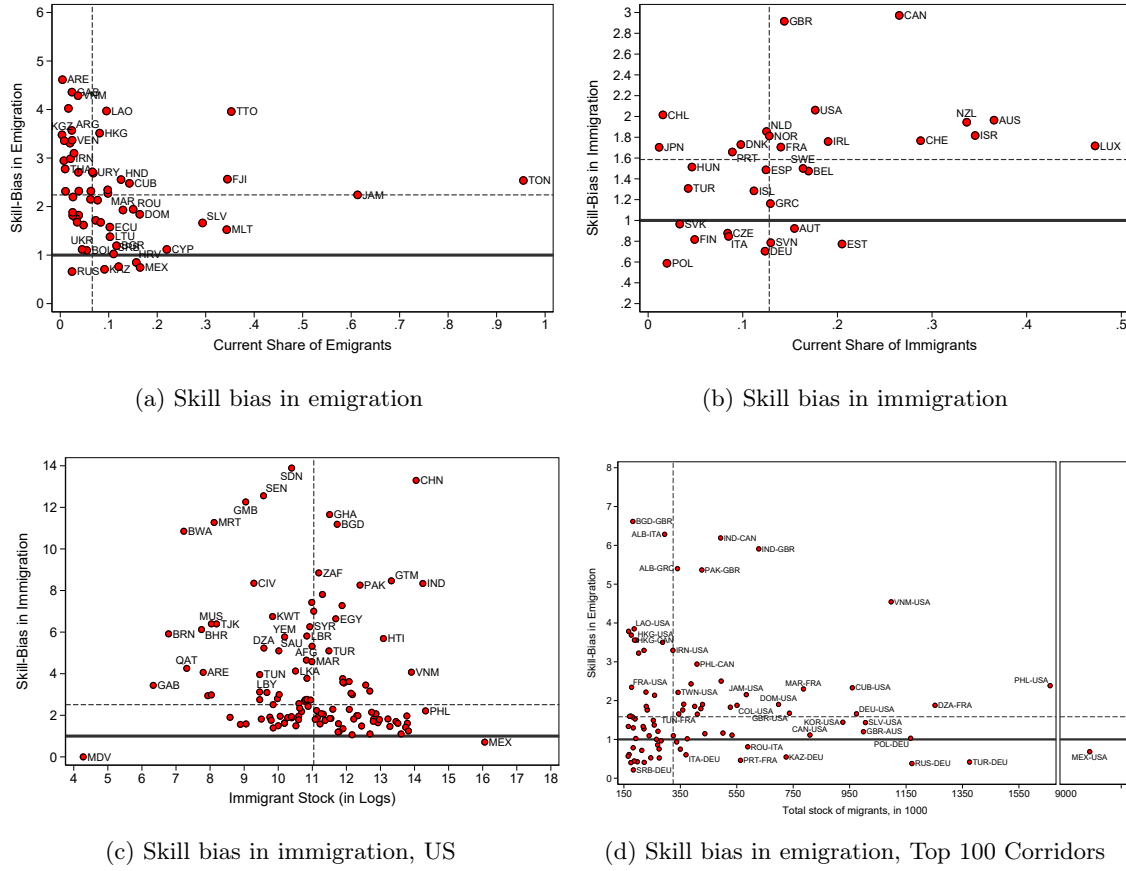 Skill-Bias in Emigration
6
5
4
3
2
1
0
ARE
GAB
VNM
LAO
TTO
KGZ
ARG
HKG
VEN
IRN
THA
URY
HND
CUB
FJI
TON
JAM
MAR
ROU
DOM
SLV
MLT
ECU
LTU
UKR
BOL
BGR
SRB
CYP
HRV
RUS
KAZ
MEX
0 .1 .2 .3 .4 .5 .6 .7 .8 .9 1
Current Share of Emigrants
(a) Skill bias in emigration
Skill-Bias in Immigration
3
2.8
2.6
2.4
2.2
2
1.8
1.6
1.4
1.2
1
.8
.6
.4
.2
GBR
CAN
CHL
USA
NZL
AUS
NLD
NOR
ISR
JPN
DNK
FRA
IRL
CHE
LUX
PRT
SWE
HUN
ESP
BEL
TUR
ISL
GRC
SVK
AUT
FIN
CZE
ITA
SVN
EST
DEU
POL
0 .1 .2 .3 .4 .5
Current Share of Immigrants
(b) Skill bias in immigration
Skill-Bias in Immigration
14
12
10
8
6
4
2
0
SDN
CHN
SEN
GMB
GHA
MRT
BGD
BWA
ZAF
CIV
PAK
GTM
IND
KWT
EGY
MUS
TJK
SYR
BRN
BHR
YEM
LBR
HTI
DZA
SAU
TUR
AFG
MAR
QAT
ARE
TUN
LKA
VNM
GAB
LBY
PHL
MEX
MDV
4 5 6 7 8 9 10 11 12 13 14 15 16 17 18
Immigrant Stock (in Logs)
(c) Skill bias in immigration, US
Skill-Bias in Emigration
8
7
6
5
4
3
2
1
0
BGD-GBR
ALB-ITA
IND-CAN
IND-GBR
ALB-GRC
PAK-GBR
VNM-USA
LAO-USA
HKG-USA
HKG-CAN
IRN-USA
PHL-CAN
FRA-USA
TWN-USA
JAM-USA
MAR-FRA
CUB-USA
PHL-USA
DOM-USA
COL-USA
GBR-USA
DEU-USA
DZA-FRA
TUN-FRA
KOR-USA
SLV-USA
CAN-USA
GBR-AUS
POL-DEU
ROU-ITA
MEX-USA
ITA-DEU
PRT-FRA
KAZ-DEU
RUS-DEU
TUR-DEU
SRB-DEU
150 350 550 750 950 1150 1350 1550 9000
Total stock of migrants, in 1000
(d) Skill bias in emigration, Top 100 Corridors